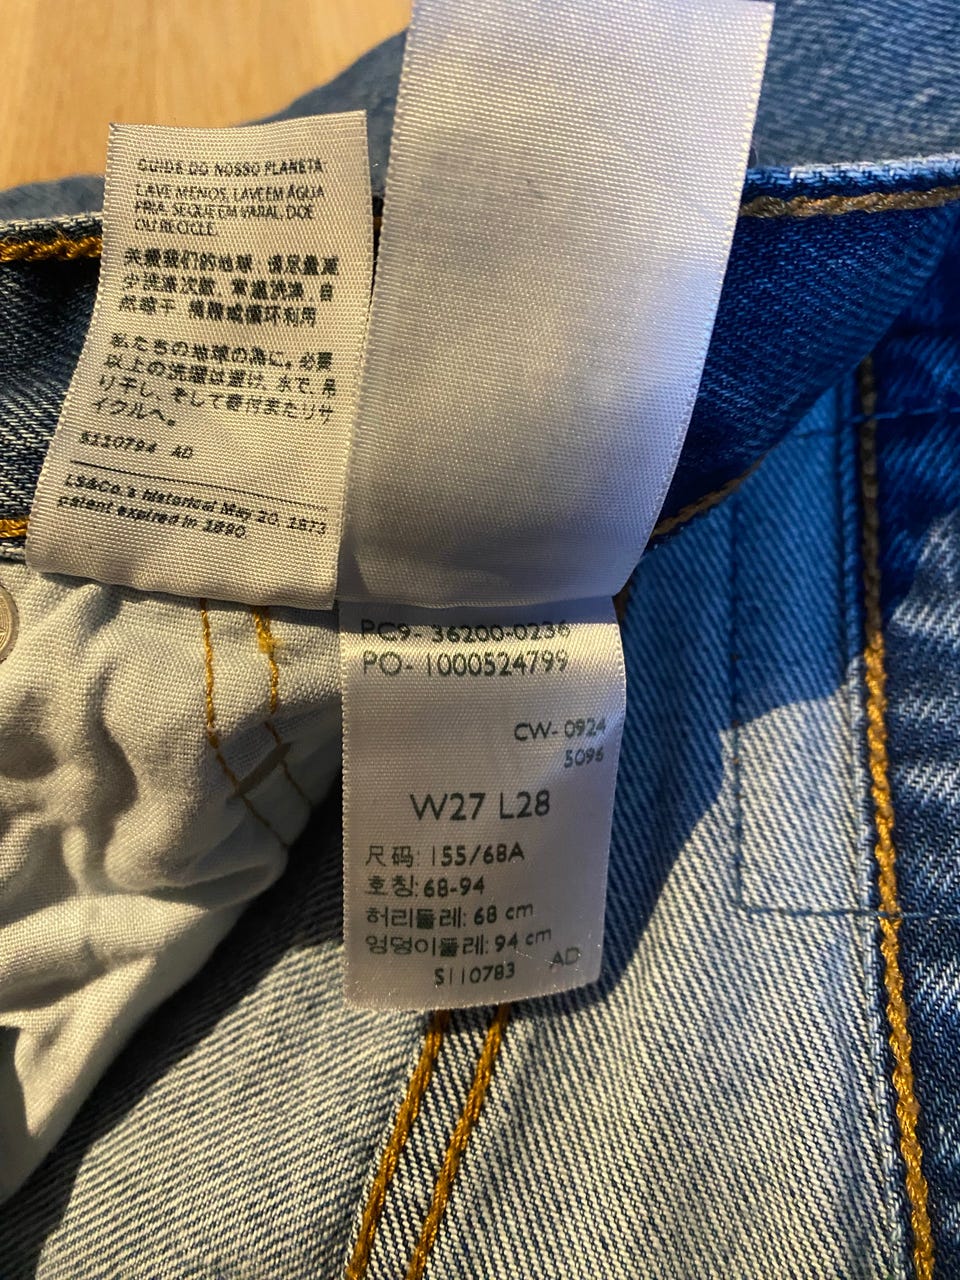 CUIDE DO NOSSO PLANETA
LAVE MENOS, LAVE EM ÁGUA
FRIA, SEQUE EM VARAL, DOE
OU RECICLE.
关爱我们的地球，请尽量减
少洗涤次数，常温洗涤，自
然晾干，捐赠或循环利用
私たちの地球の為に。必要
以上の洗濯は避け、水で、吊
り干し、そして寄付またリサ
イクルへ。
5110794 AD
LS&Co.'s historical May 20, 1873
patent expired in 1890
PC9- 36200-0236
PO- 1000524799
CW- 0924
5096
W27 L28
尺码: 155/68A
호칭: 68-94
허리둘레: 68 cm
엉덩이둘레: 94 cm
5110783 AD